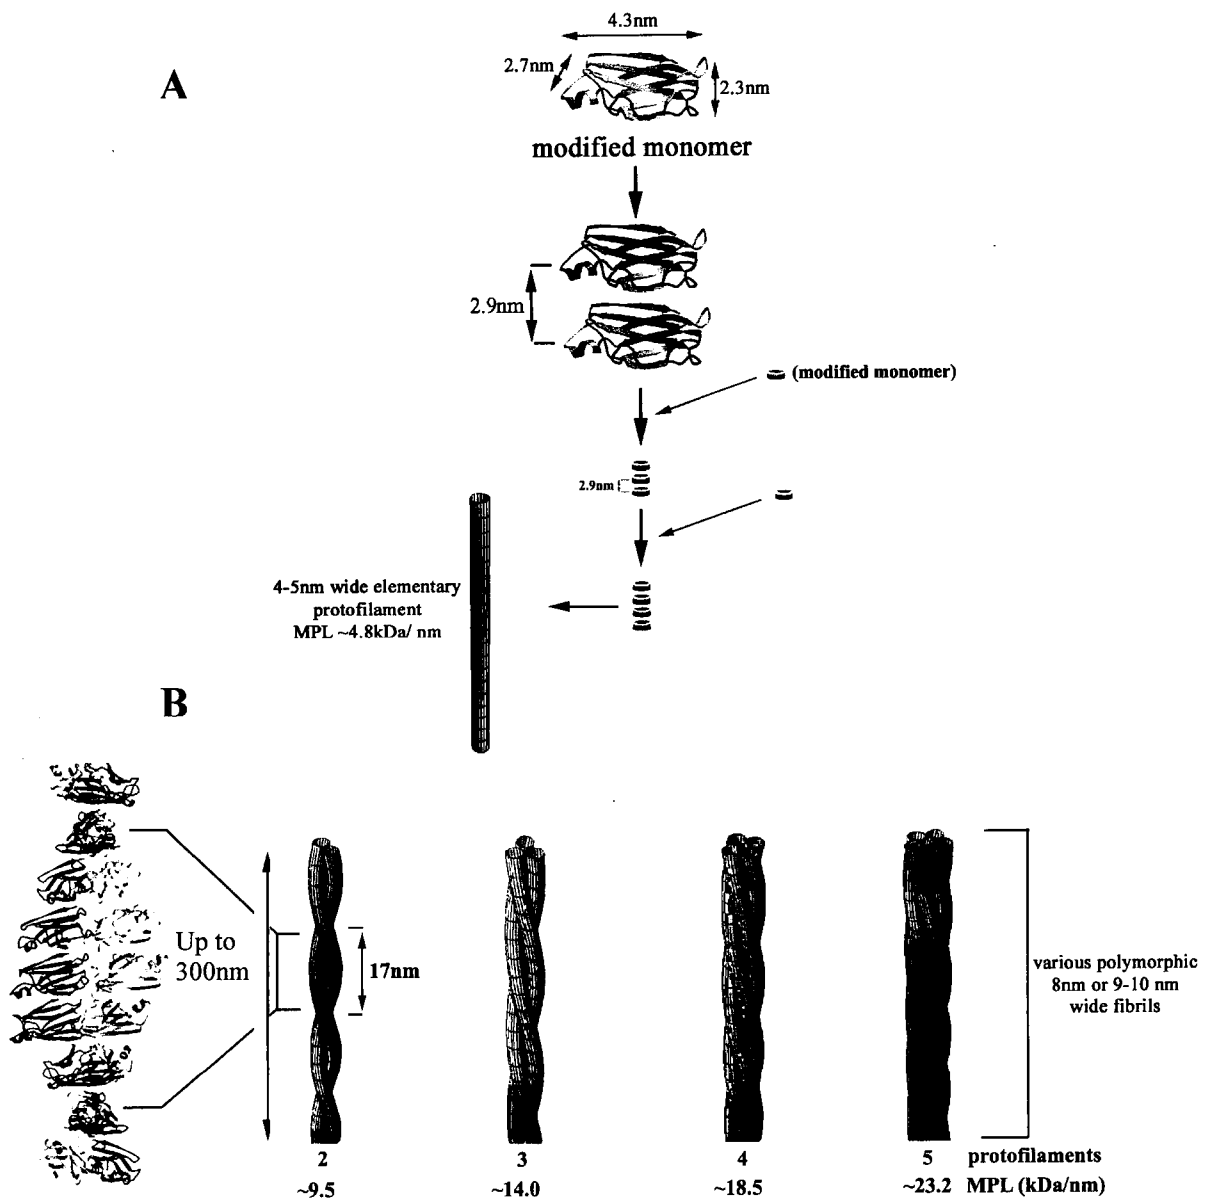 A
4.3nm
2.7nm
2.3nm
modified monomer
2.9nm
(modified monomer)
2.9nm
4-5nm wide elementary
protofilament
MPL ~4.8kDa/ nm
B
Up to
300nm
17nm
various polymorphic
8nm or 9-10 nm
wide fibrils
2 3 4 5 protofilaments
~9.5 ~14.0 ~18.5 ~23.2 MPL (kDa/nm)